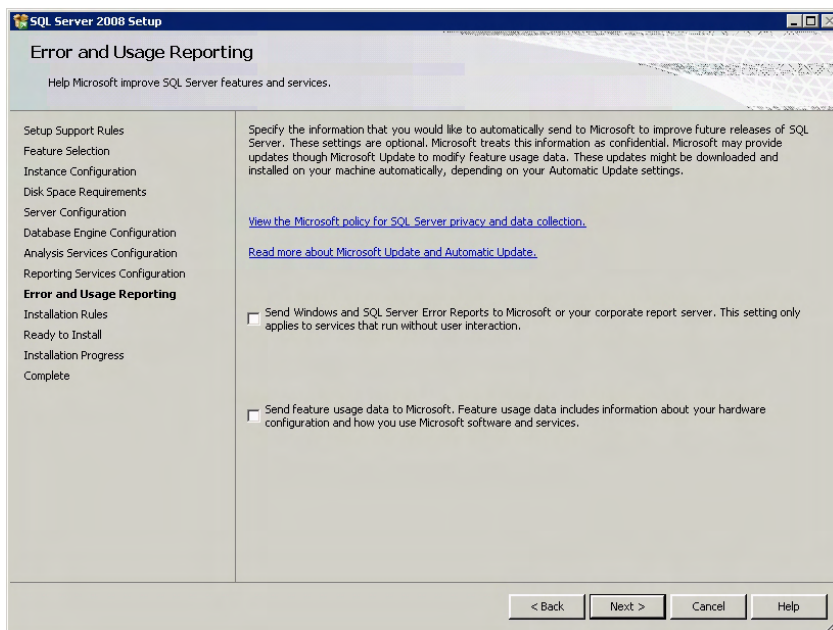 SQL Server 2008 Setup
Error and Usage Reporting
Help Microsoft improve SQL Server features and services.
Setup Support Rules
Feature Selection
Instance Configuration
Disk Space Requirements
Server Configuration
Database Engine Configuration
Analysis Services Configuration
Reporting Services Configuration
Error and Usage Reporting
Installation Rules
Ready to Install
Installation Progress
Complete
Specify the information that you would like to automatically send to Microsoft to improve future releases of SQL
Server. These settings are optional. Microsoft treats this information as confidential. Microsoft may provide
updates though Microsoft Update to modify feature usage data. These updates might be downloaded and
installed on your machine automatically, depending on your Automatic Update settings.
View the Microsoft policy for SQL Server privacy and data collection.
Read more about Microsoft Update and Automatic Update.
Send Windows and SQL Server Error Reports to Microsoft or your corporate report server. This setting only
applies to services that run without user interaction.
Send feature usage data to Microsoft. Feature usage data includes information about your hardware
configuration and how you use Microsoft software and services.
< Back
Next >
Cancel
Help